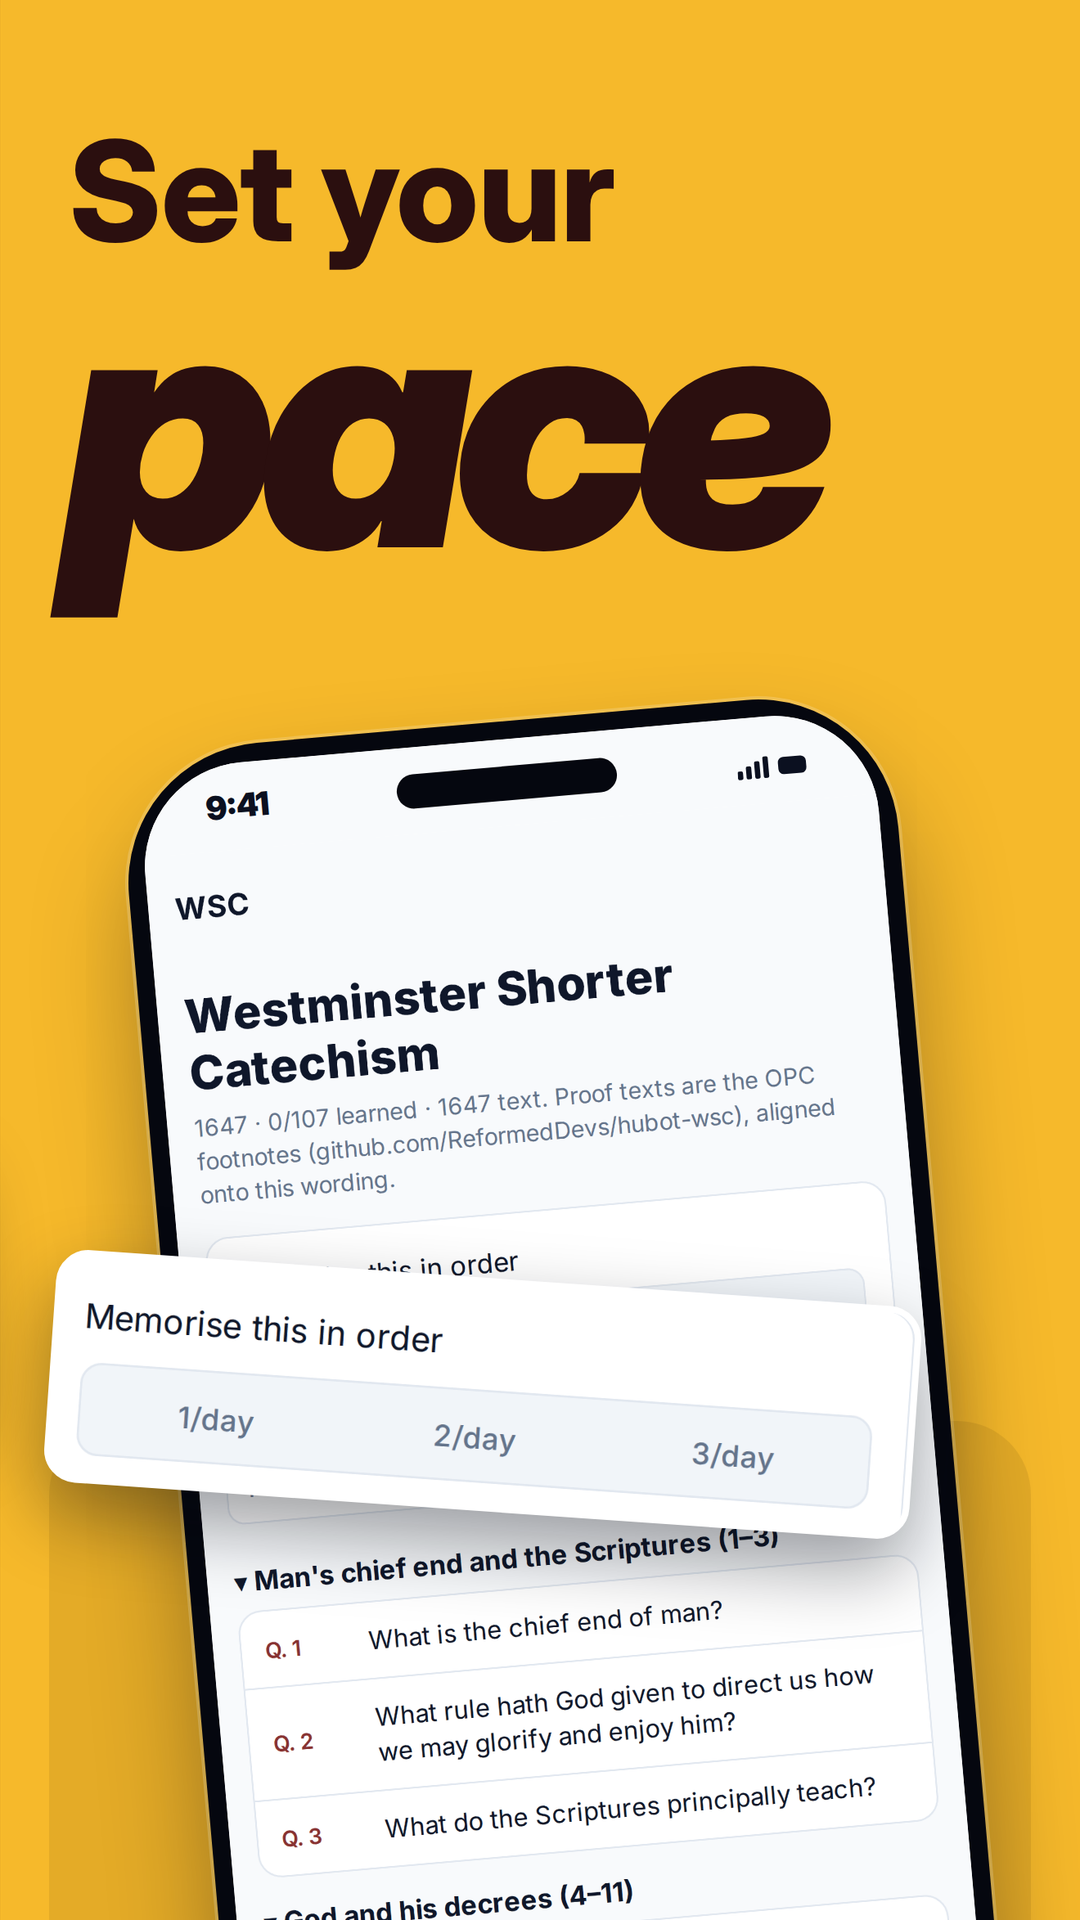 Set your
pace
9:41
WSC
Westminster Shorter
Catechism
1647 · 0/107 learned · 1647 text. Proof texts are the OPC
footnotes (github.com/ReformedDevs/hubot-wsc), aligned
onto this wording.
this in order
Memorise this in order
1/day 2/day 3/day
▾ Man's chief end and the Scriptures (1–3)
Q. 1 What is the chief end of man?
Q. 2 What rule hath God given to direct us how
we may glorify and enjoy him?
Q. 3 What do the Scriptures principally teach?
God and his decrees (4–11)